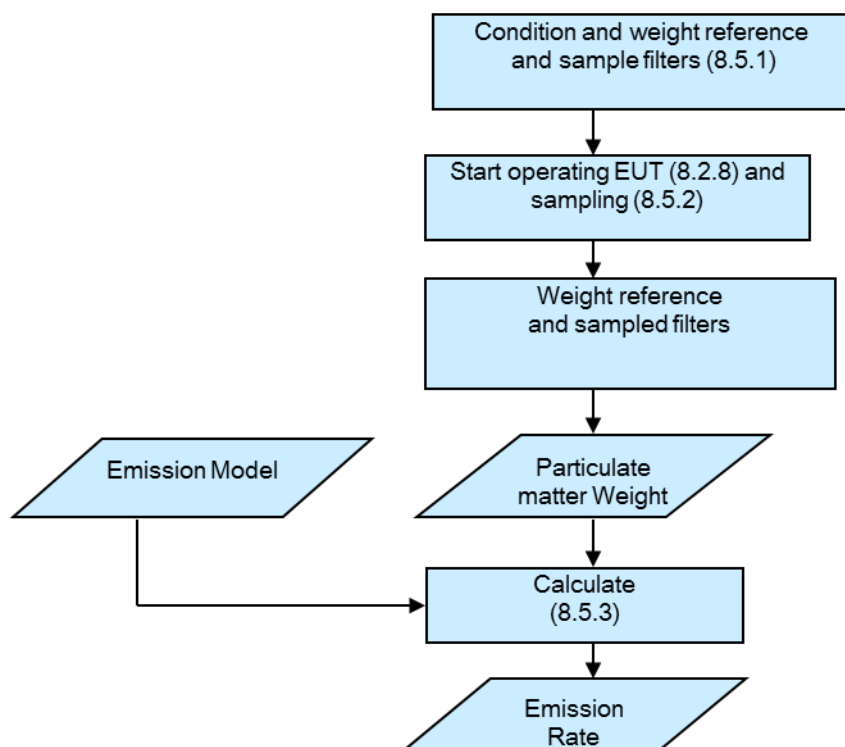 Condition and weight reference
and sample filters (8.5.1)
Start operating EUT (8.2.8) and
sampling (8.5.2)
Weight reference
and sampled filters
Emission Model
Particulate
matter Weight
Calculate
(8.5.3)
Emission
Rate